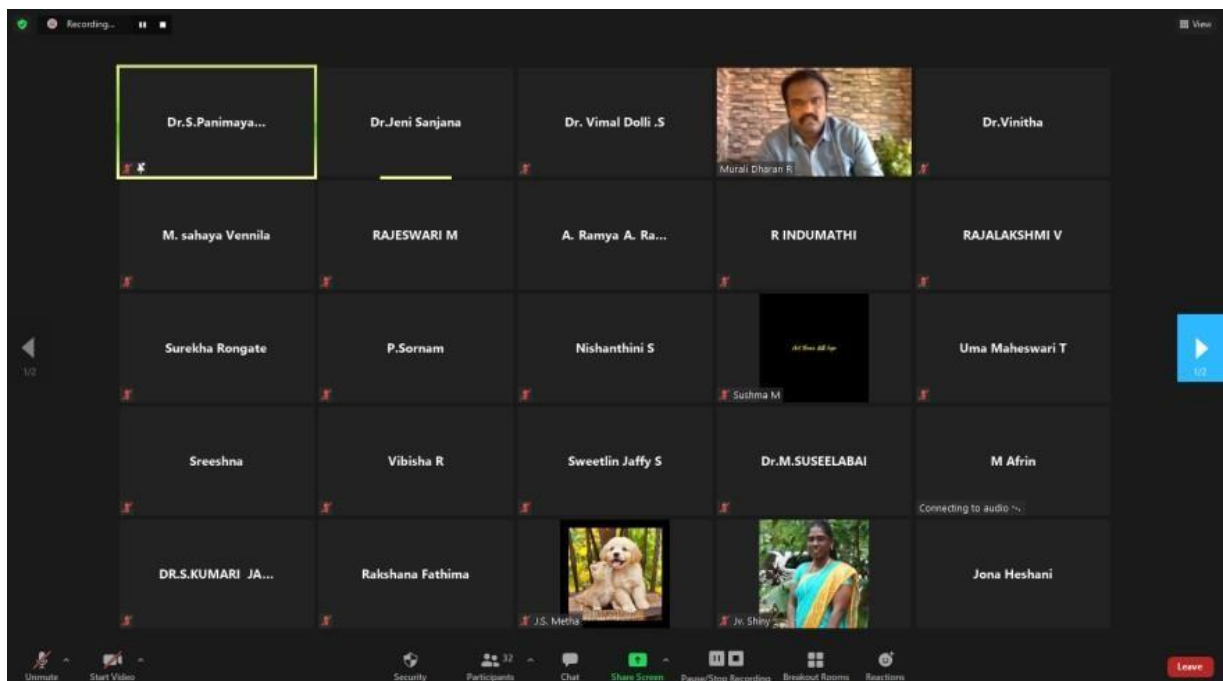 Recording...
View
Dr.S.Panimaya...
Dr.Jeni Sanjana
Dr. Vimal Dolli .S
Murali Dharan R
Dr.Vinitha
M. sahaya Vennila
RAJESWARI M
A. Ramya A. Ra...
R INDUMATHI
RAJALAKSHMI V
Surekha Rongate
P.Sornam
Nishanthini S
Sushma M
Uma Maheswari T
1/2
1/2
Sreeshna
Vibisha R
Sweetlin Jaffy S
Dr.M.SUSEELABAI
M Afrin
Connecting to audio
DR.S.KUMARI JA...
Rakshana Fathima
J.S. Metha
Jv. Shiny
Jona Heshani
Unmute
Start Video
Security
Participants
32
Chat
Share Screen
Pause/Stop Recording
Breakout Rooms
Reactions
Leave